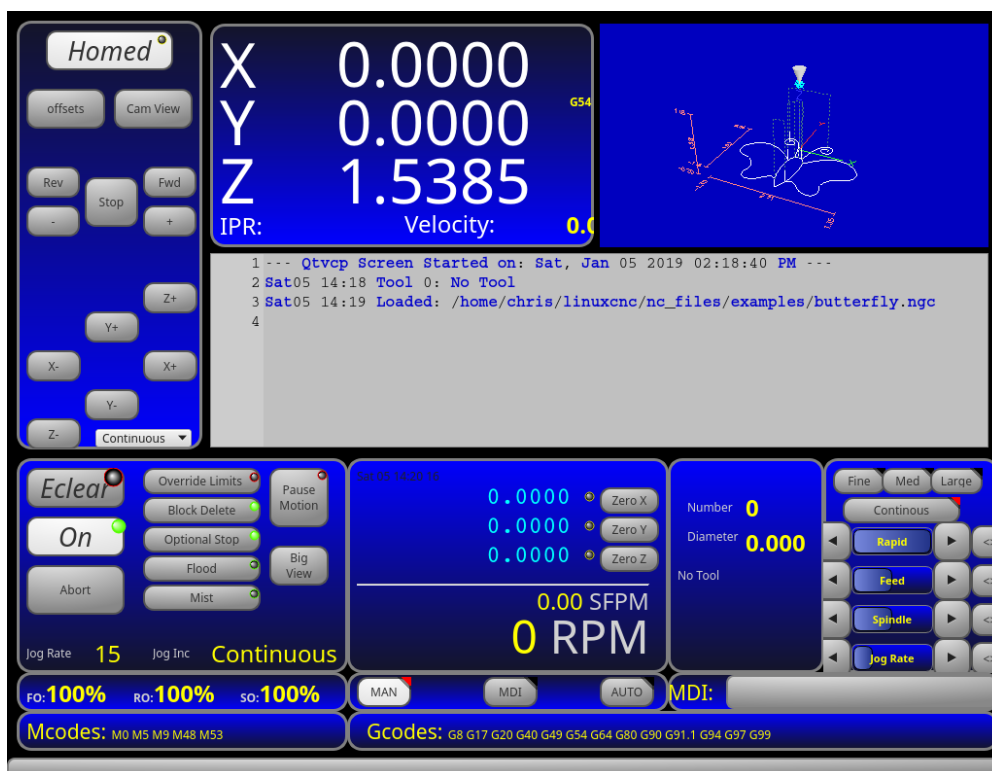 Homed
offsets Cam View
Rev Fwd
Stop
- +
Z+
Y+
X- X+
Y-
Z- Continuous
X 0.0000
G54
Y 0.0000
Z 1.5385
IPR: Velocity: 0.0
1 --- Qtvcp Screen Started on: Sat, Jan 05 2019 02:18:40 PM ---
2 Sat05 14:18 Tool 0: No Tool
3 Sat05 14:19 Loaded: /home/chris/linuxcnc/nc_files/examples/butterfly.ngc
4
Eclear
On
Abort
Override Limits
Block Delete
Optional Stop
Flood
Mist
Pause
Motion
Big
View
Jog Rate 15 Jog Inc Continuous
0.0000 Zero X
0.0000 Zero Y
0.0000 Zero Z
0.00 SFPM
0 RPM
Number 0
Diameter 0.000
No Tool
Fine Med Large
Continous
Rapid
Feed
Spindle
Jog Rate
FO:100% RO:100% SO:100%
MAN MDI AUTO MDI:
Mcodes: M0 M5 M9 M48 M53
Gcodes: G8 G17 G20 G40 G49 G54 G64 G80 G90 G91.1 G94 G97 G99